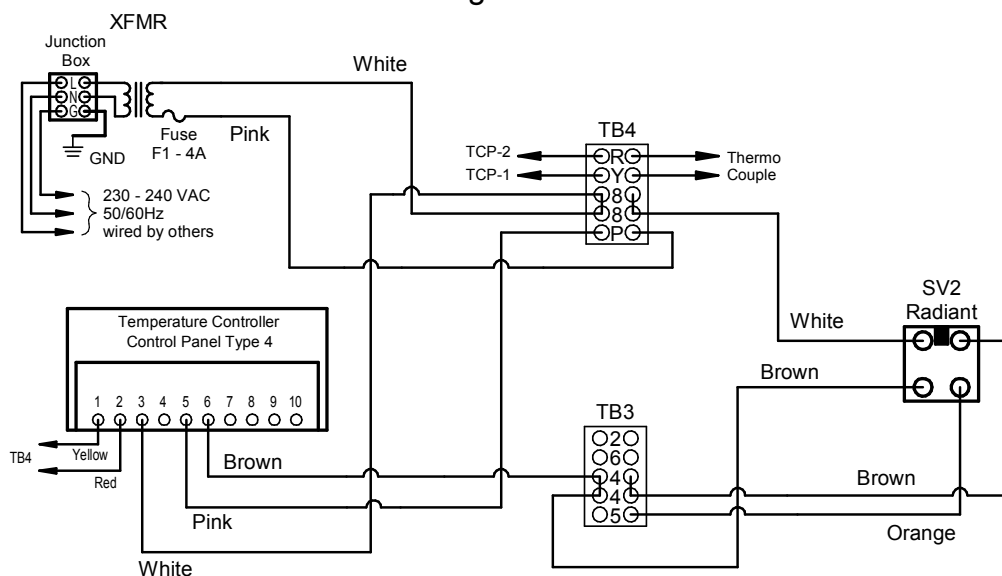 XFMR
Junction
Box
L
N
G
White
Fuse
F1 - 4A
Pink
GND
230 - 240 VAC
50/60Hz
wired by others
TB4
TCP-2
R
Thermo
TCP-1
Y
Couple
8
8
P
SV2
Radiant
White
Brown
Temperature Controller
Control Panel Type 4
1 2 3 4 5 6 7 8 9 10
TB4
Yellow
Red
Brown
Pink
White
TB3
2
6
4
4
5
Brown
Orange